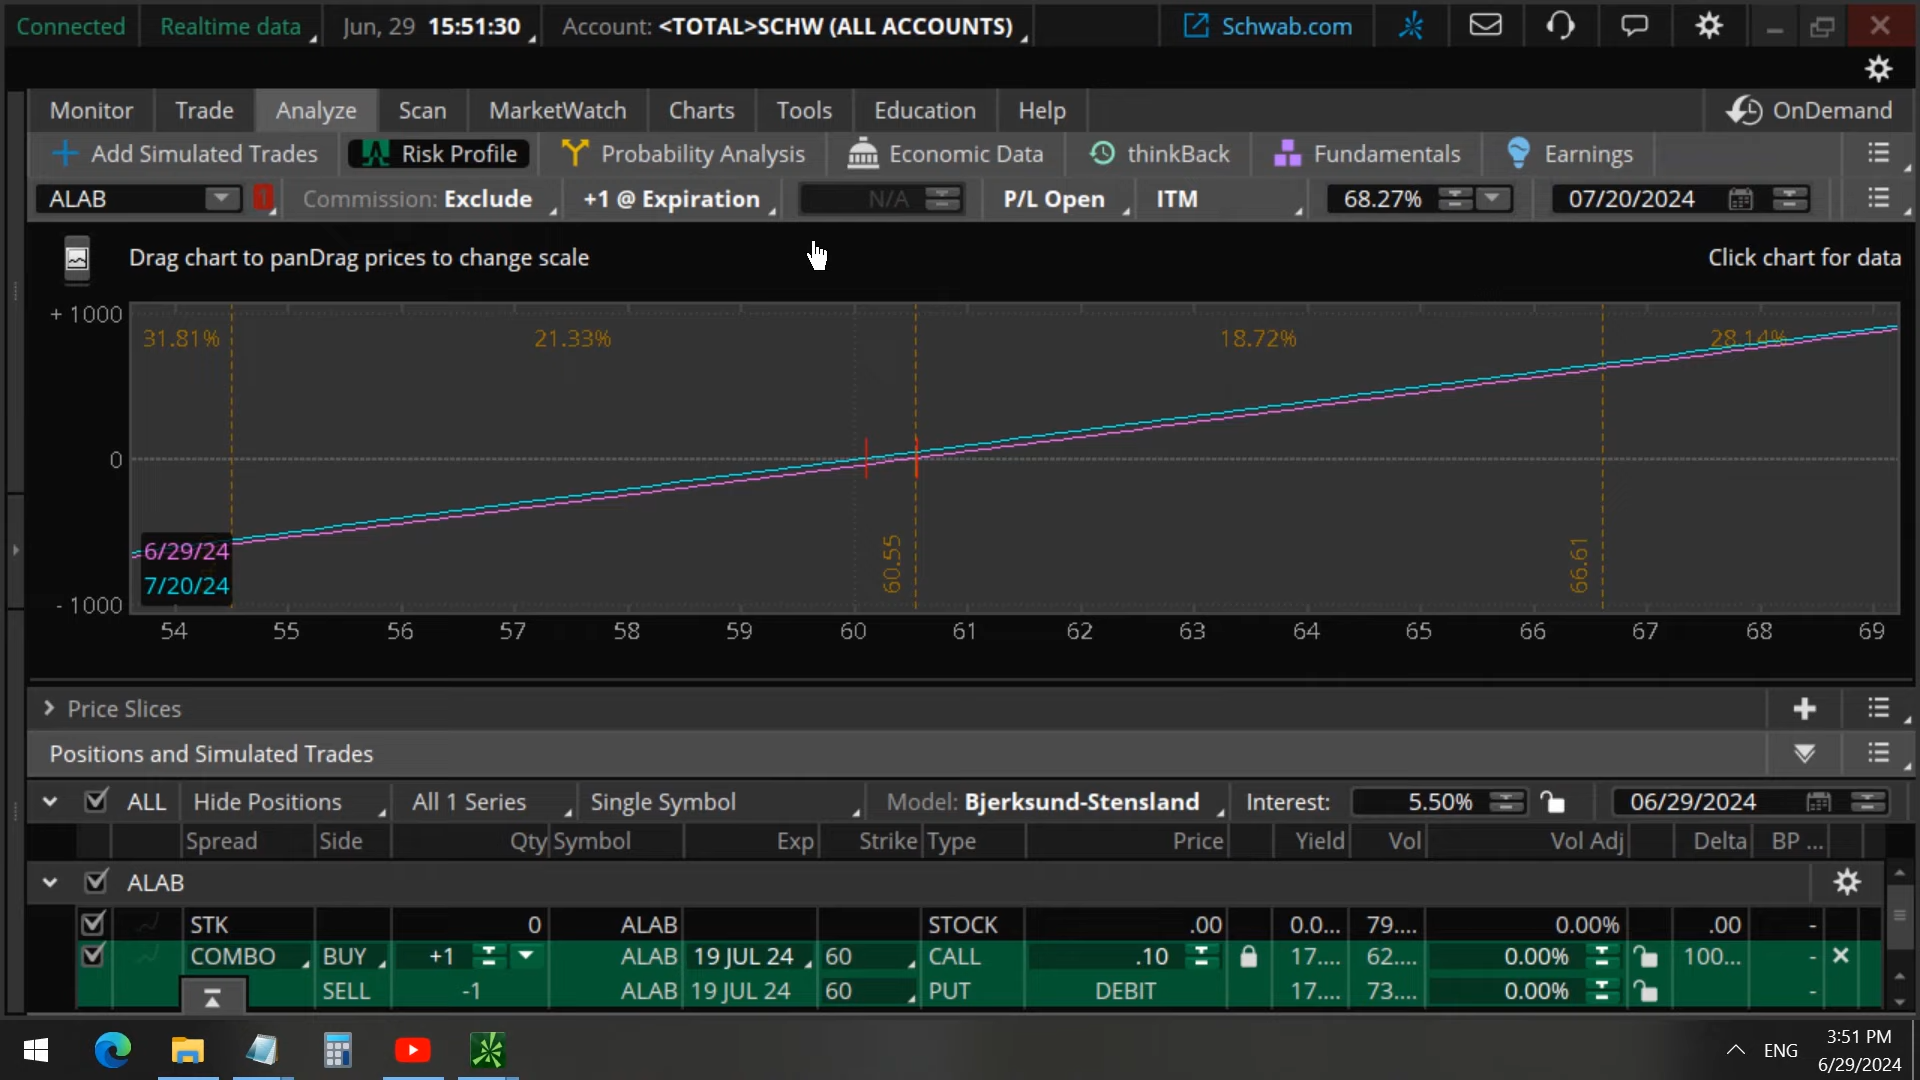 Connected Realtime data Jun, 29 15:51:30 Account: <TOTAL>SCHW (ALL ACCOUNTS) Schwab.com
Monitor Trade Analyze Scan MarketWatch Charts Tools Education Help OnDemand
Add Simulated Trades Risk Profile Probability Analysis Economic Data thinkBack Fundamentals Earnings
ALAB Commission: Exclude +1 @ Expiration N/A P/L Open ITM 68.27% 07/20/2024
Drag chart to panDrag prices to change scale Click chart for data
+ 1000
31.81% 21.33% 18.72% 28.14%
0
60.55 66.61
6/29/24
7/20/24
- 1000
54 55 56 57 58 59 60 61 62 63 64 65 66 67 68 69
Price Slices
Positions and Simulated Trades
ALL Hide Positions All 1 Series Single Symbol Model: Bjerksund-Stensland Interest: 5.50% 06/29/2024
Spread Side Qty Symbol Exp Strike Type Price Yield Vol Vol Adj Delta BP ...
ALAB
STK 0 ALAB STOCK .00 0.0... 79.... 0.00% .00 -
COMBO BUY +1 ALAB 19 JUL 24 60 CALL .10 17.... 62.... 0.00% 100... -
SELL -1 ALAB 19 JUL 24 60 PUT DEBIT 17.... 73.... 0.00% -
ENG 3:51 PM
6/29/2024